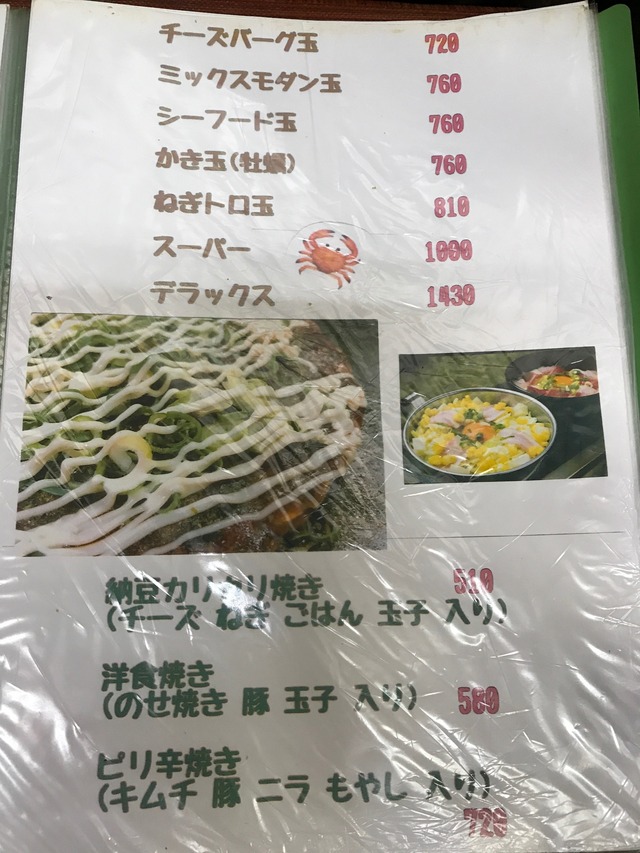 チーズバーグ玉 720
ミックスモダン玉 760
シーフード玉 760
かき玉(牡蠣) 760
ねぎトロ玉 810
スーパー 1000
デラックス 1430
納豆カリカリ焼き 510
(チーズ ねぎ ごはん 玉子 入り)
洋食焼き
(のせ焼き 豚 玉子 入り) 500
ピリ辛焼き
(キムチ 豚 ニラ もやし 入り)
720